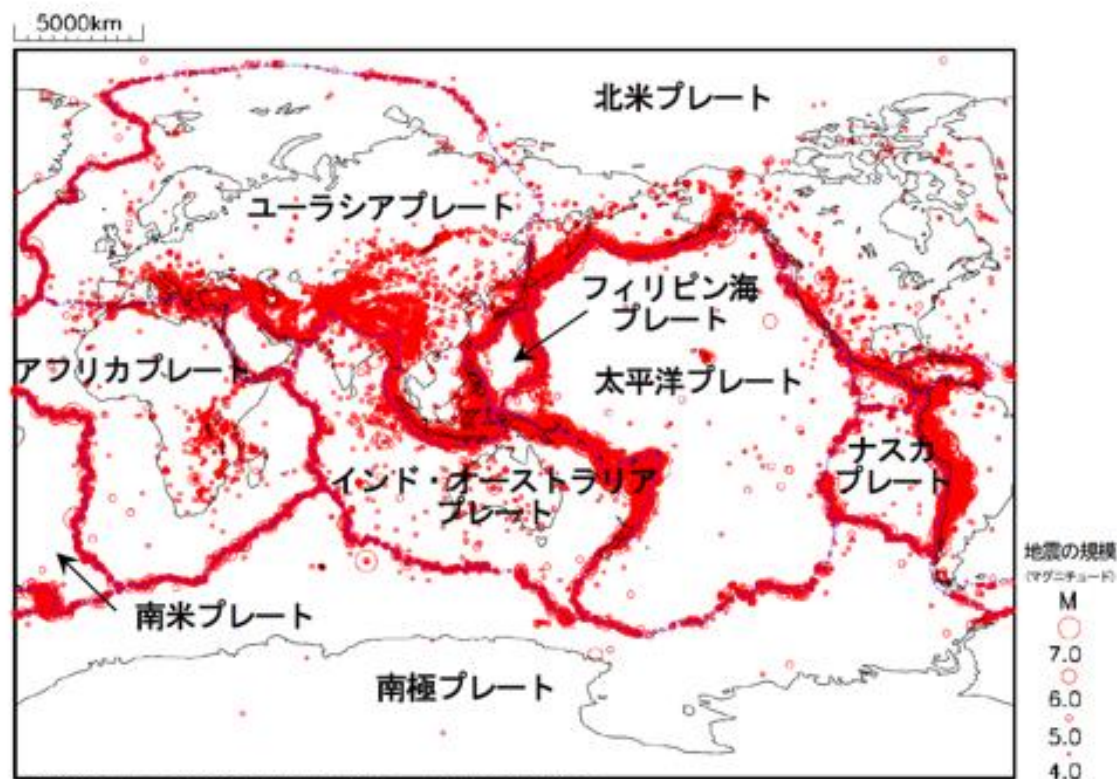 5000km
北米プレート
ユーラシアプレート
フィリピン海
プレート
アフリカプレート
太平洋プレート
ナスカ
プレート
インド・オーストラリア
プレート
南米プレート
南極プレート
地震の規模
(マグニチュード)
M
7.0
6.0
5.0
4.0